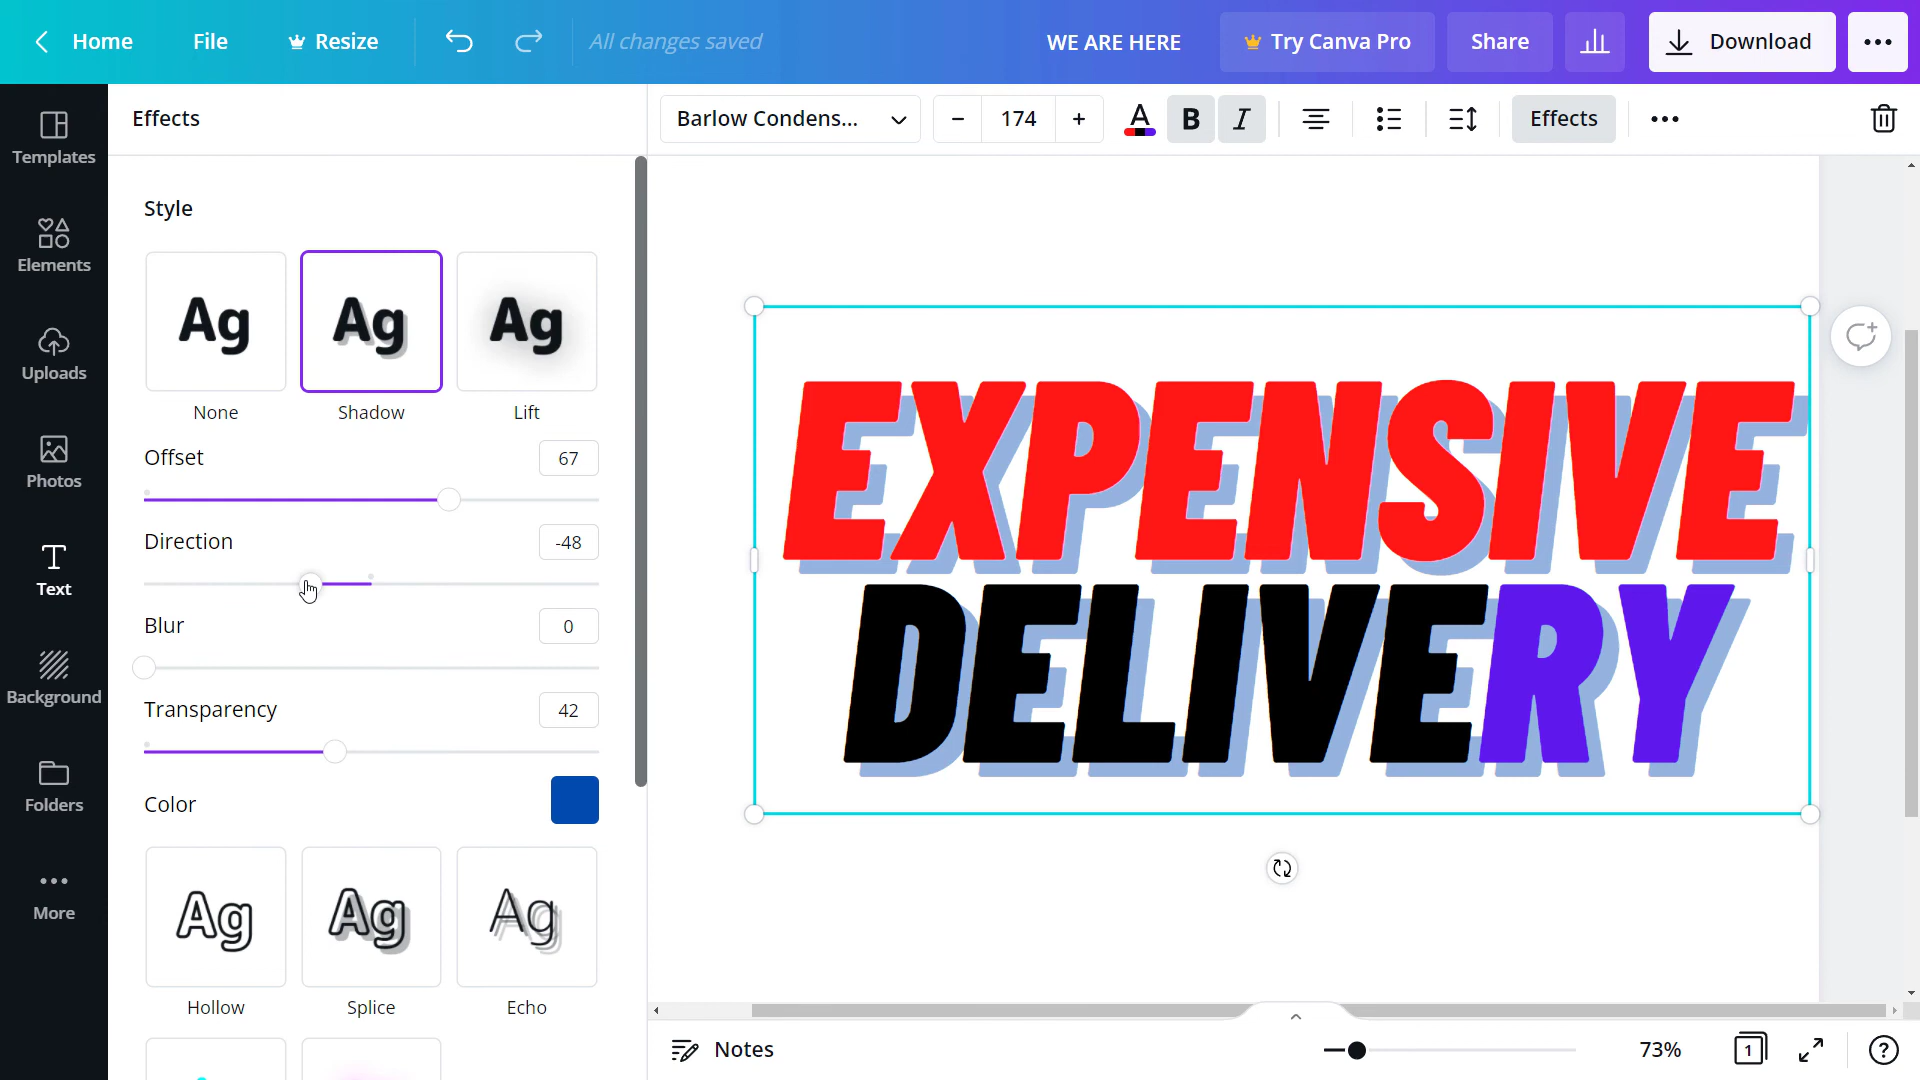 Home File Resize All changes saved WE ARE HERE Try Canva Pro Share Download
Effects Barlow Condens... − 174 + A B I Effects
Templates
Elements
Uploads
Photos
Text
Background
Folders
More
Style
Ag Ag Ag
None Shadow Lift
Offset 67
Direction -48
Blur 0
Transparency 42
Color
Ag Ag Ag
Hollow Splice Echo
EXPENSIVE
DELIVERY
Notes 73% 1 ?